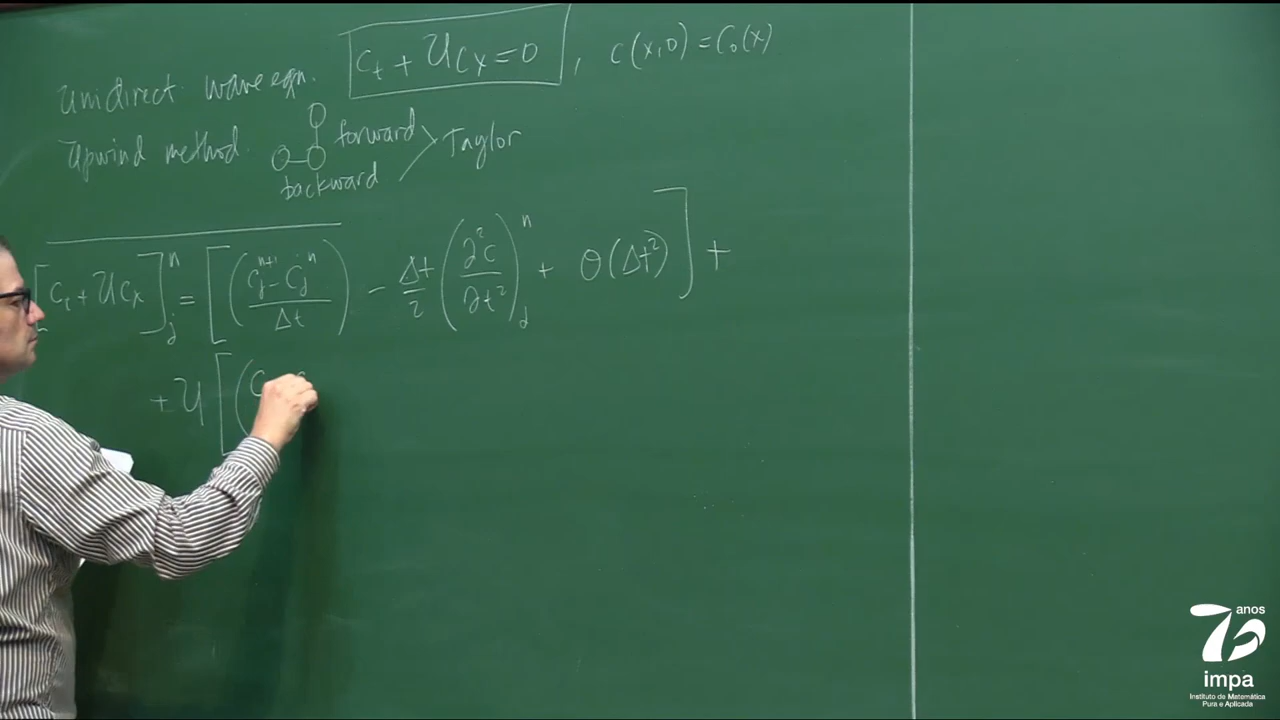 Unidirect. wave eqn. C_t + U C_x = 0 , C(x,0) = C_0(x)
Upwind method. forward > Taylor
backward
[C_t + U C_x]_j^n = [ ( (C_j^{n+1} - C_j^n) / Δt ) - Δt/2 ( ∂²C / ∂t² )_j^n + O(Δt²) ] +
+ U [ ( C
75 anos
impa
Instituto de Matemática
Pura e Aplicada